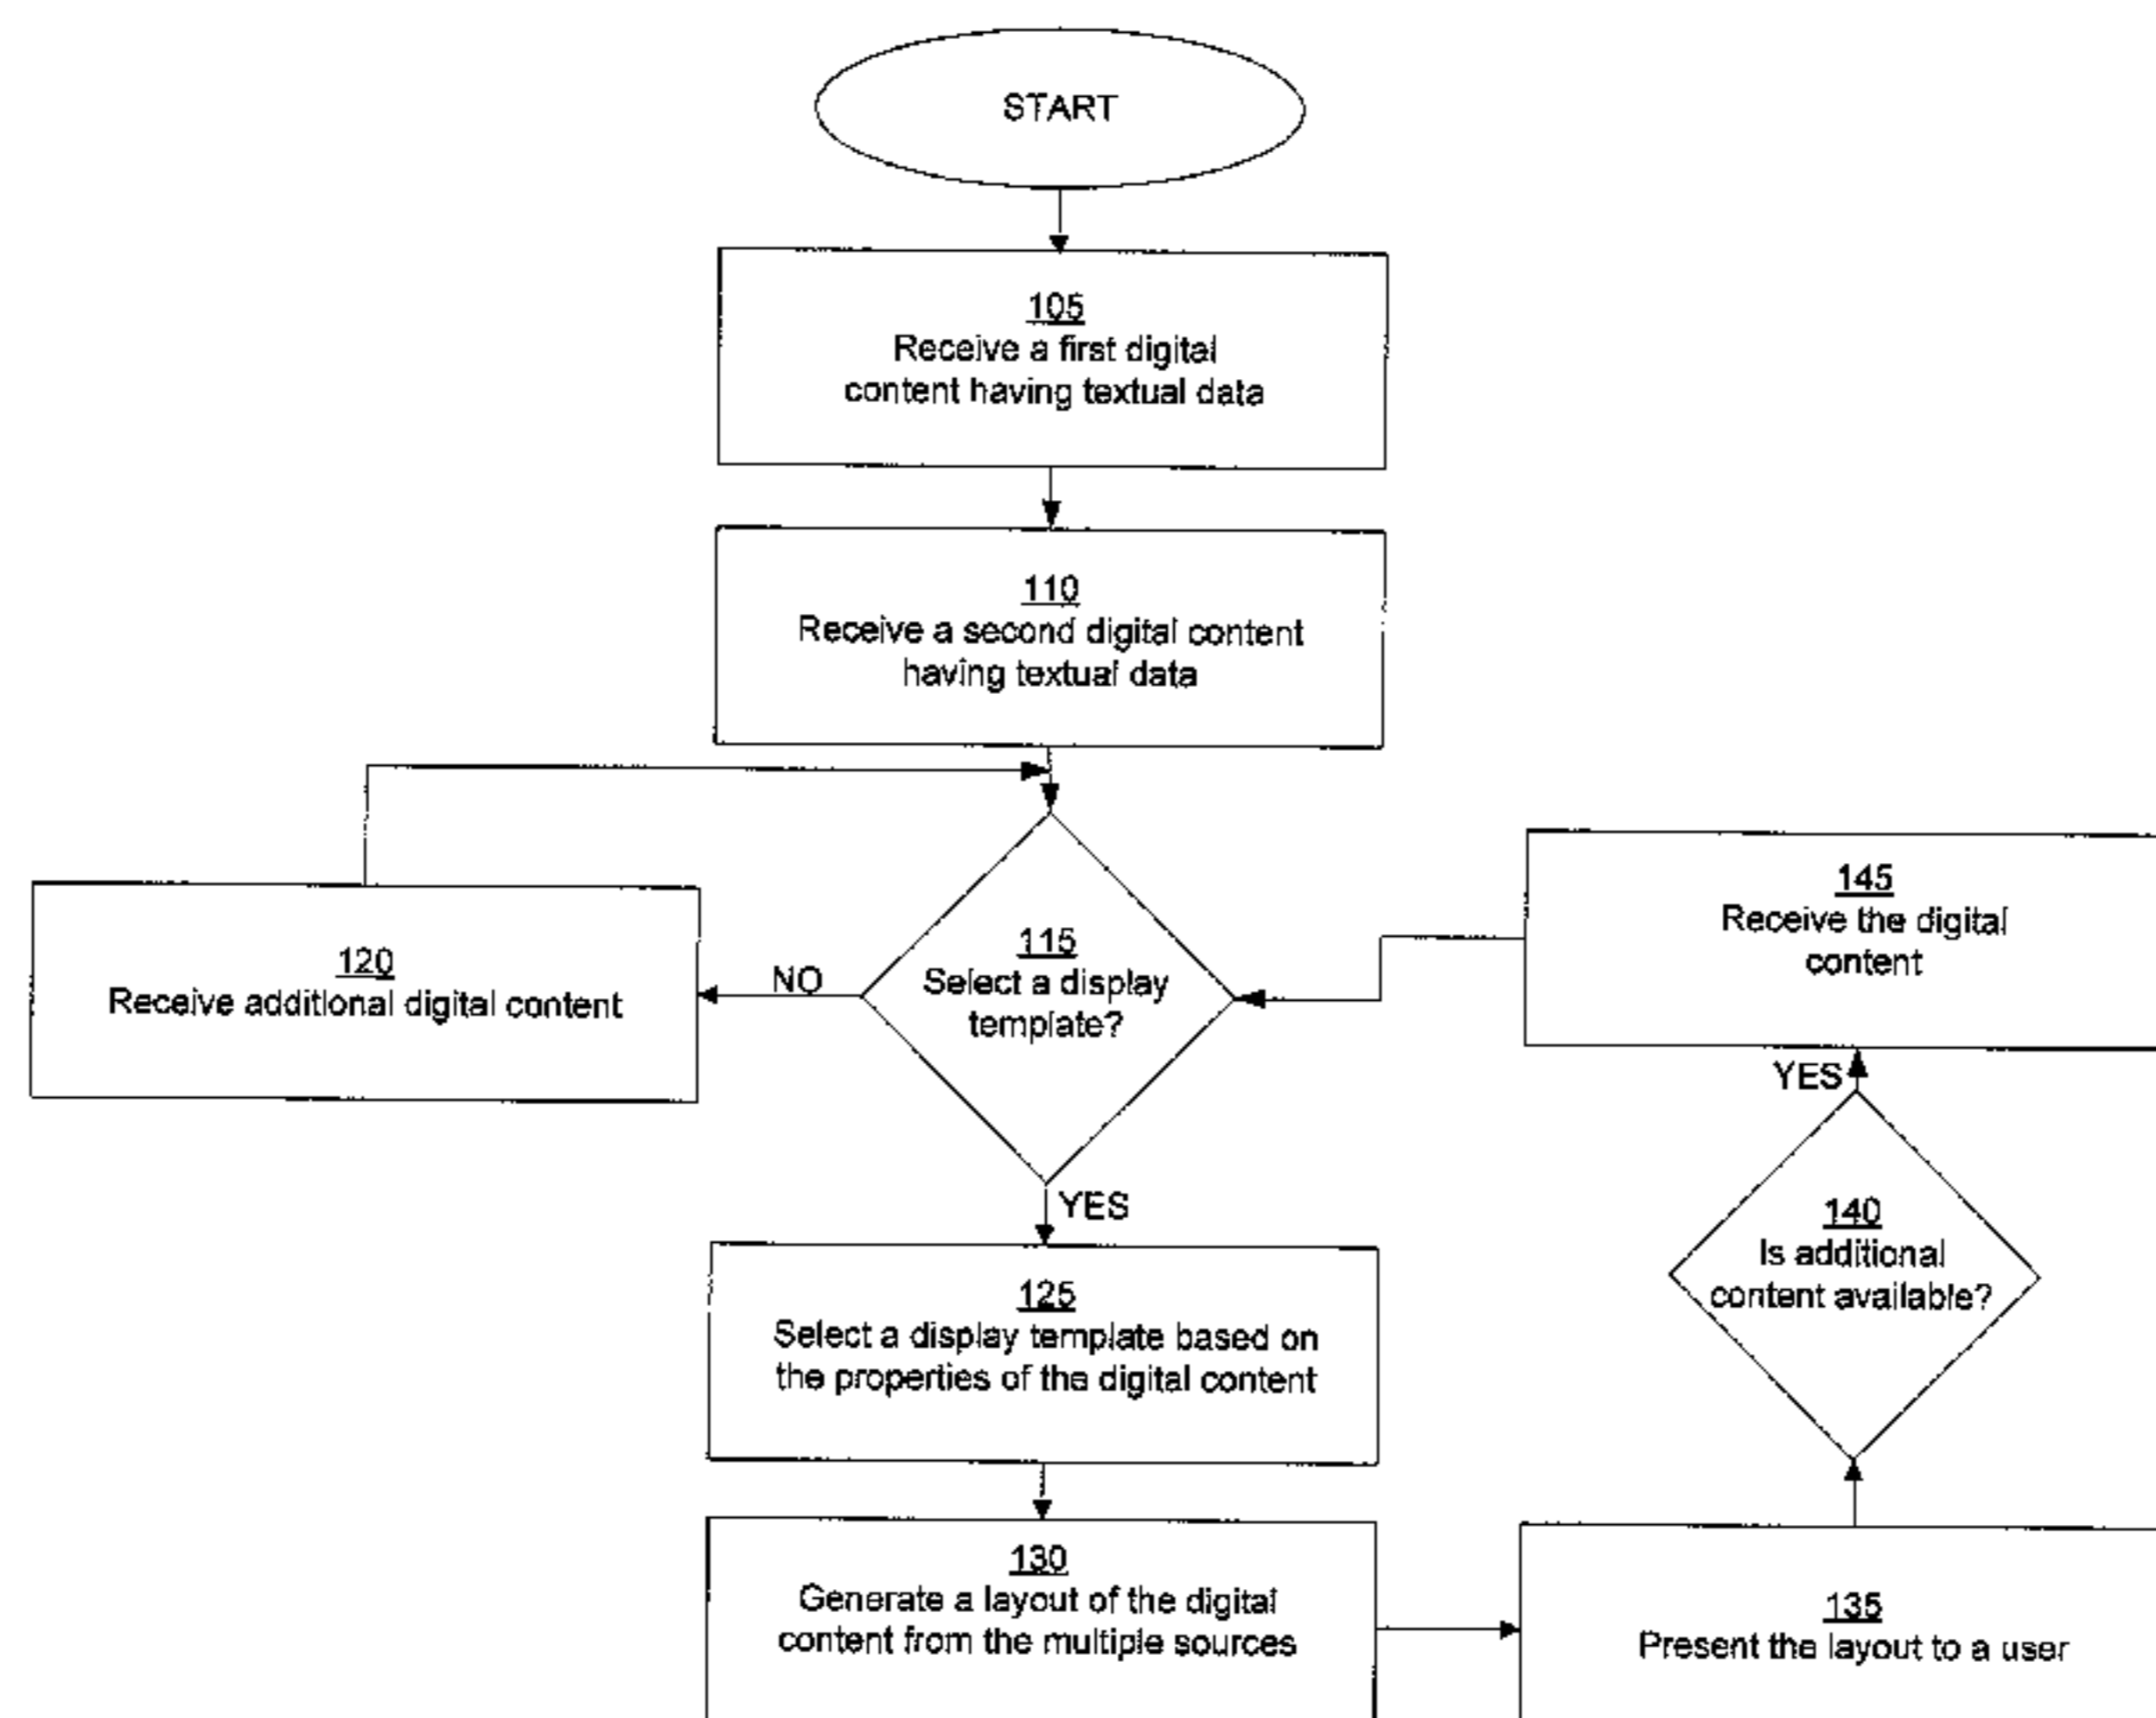 START
105
Receive a first digital
content having textual data
110
Receive a second digital content
having textual data
120
Receive additional digital content
NO
115
Select a display
template?
145
Receive the digital
content
YES
YES
140
Is additional
content available?
125
Select a display template based on
the properties of the digital content
130
Generate a layout of the digital
content from the multiple sources
135
Present the layout to a user